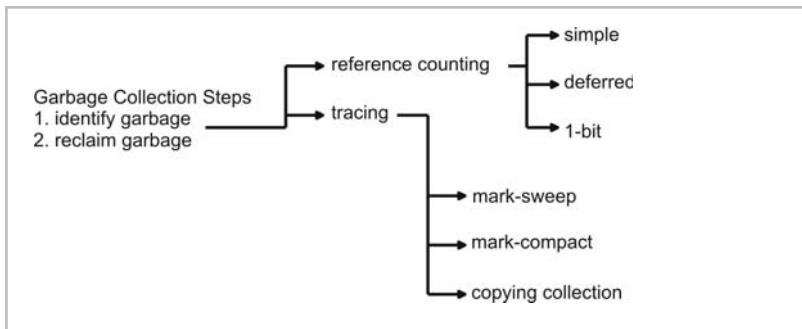 Garbage Collection Steps
1. identify garbage
2. reclaim garbage
reference counting
tracing
simple
deferred
1-bit
mark-sweep
mark-compact
copying collection